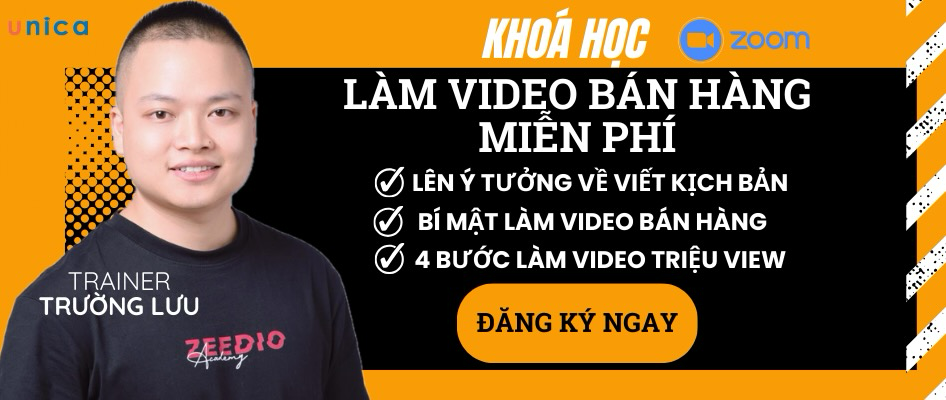 unica
KHOÁ HỌC
zoom
LÀM VIDEO BÁN HÀNG
MIỄN PHÍ
LÊN Ý TƯỞNG VỀ VIẾT KỊCH BẢN
BÍ MẬT LÀM VIDEO BÁN HÀNG
4 BƯỚC LÀM VIDEO TRIỆU VIEW
ĐĂNG KÝ NGAY
TRAINER
TRƯỜNG LƯU
ZEEDIO
Academy